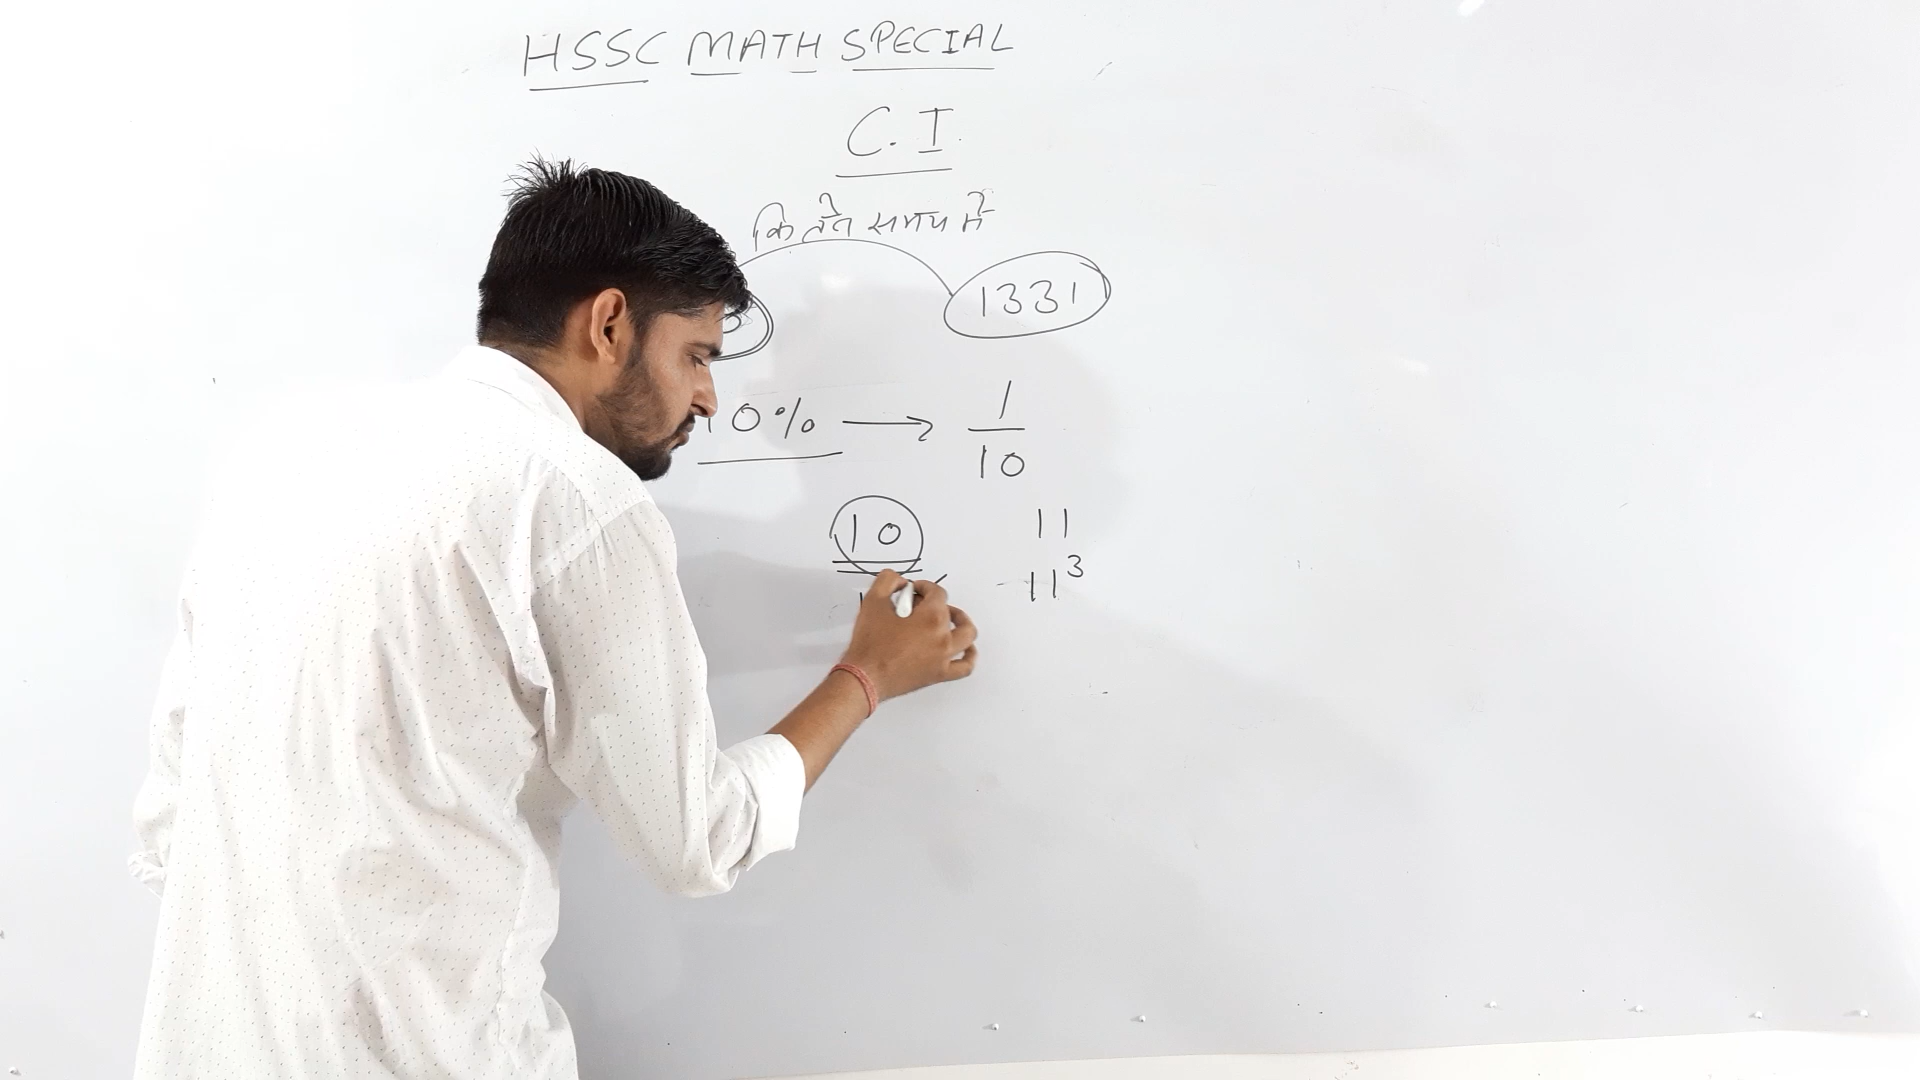 HSSC MATH SPECIAL
C.I.
कितने समय में
1331
10% → 1/10
10 11
11³